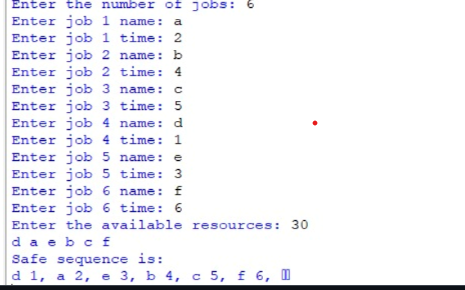 Enter the number of jobs: 6
Enter job 1 name: a
Enter job 1 time: 2
Enter job 2 name: b
Enter job 2 time: 4
Enter job 3 name: c
Enter job 3 time: 5
Enter job 4 name: d
Enter job 4 time: 1
Enter job 5 name: e
Enter job 5 time: 3
Enter job 6 name: f
Enter job 6 time: 6
Enter the available resources: 30
d a e b c f
Safe sequence is:
d 1, a 2, e 3, b 4, c 5, f 6,